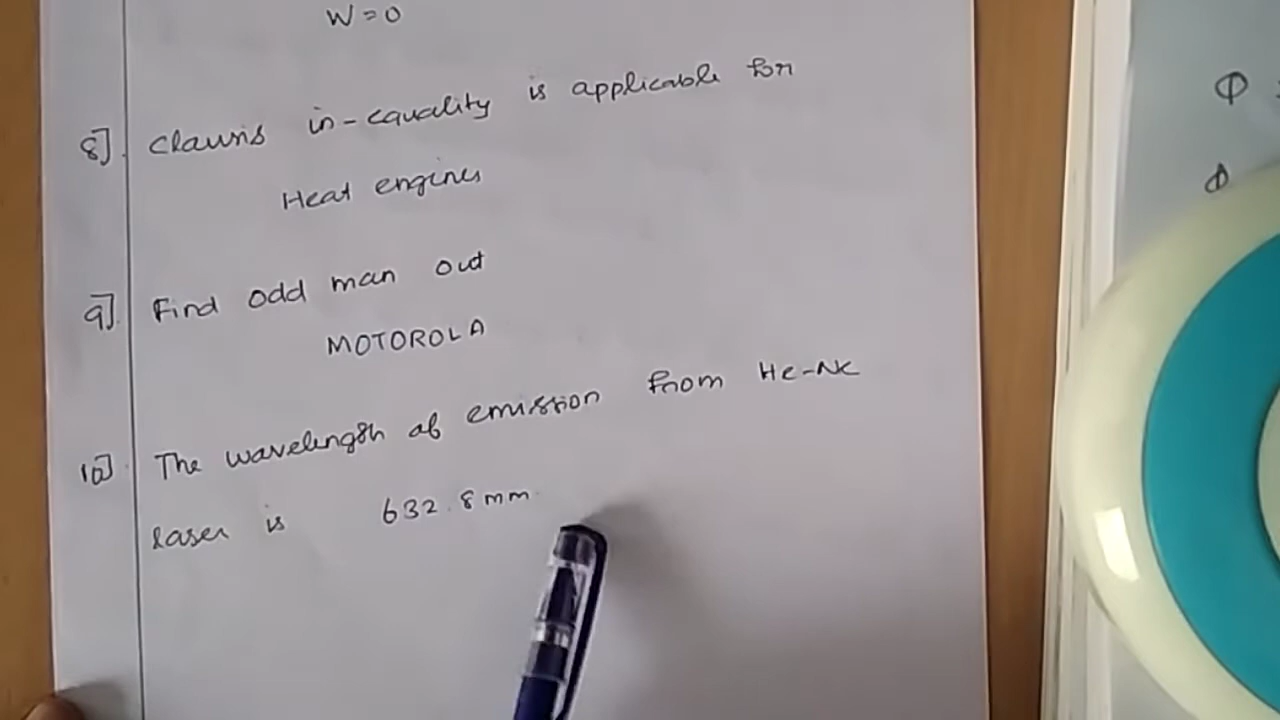 W=0
8]. Clauris in-equality is applicable for
Heat engines
9]. Find odd man out
MOTOROLA
10]. The wavelength of emission from He-Ne
laser is 632.8mm.
Φ
Φ